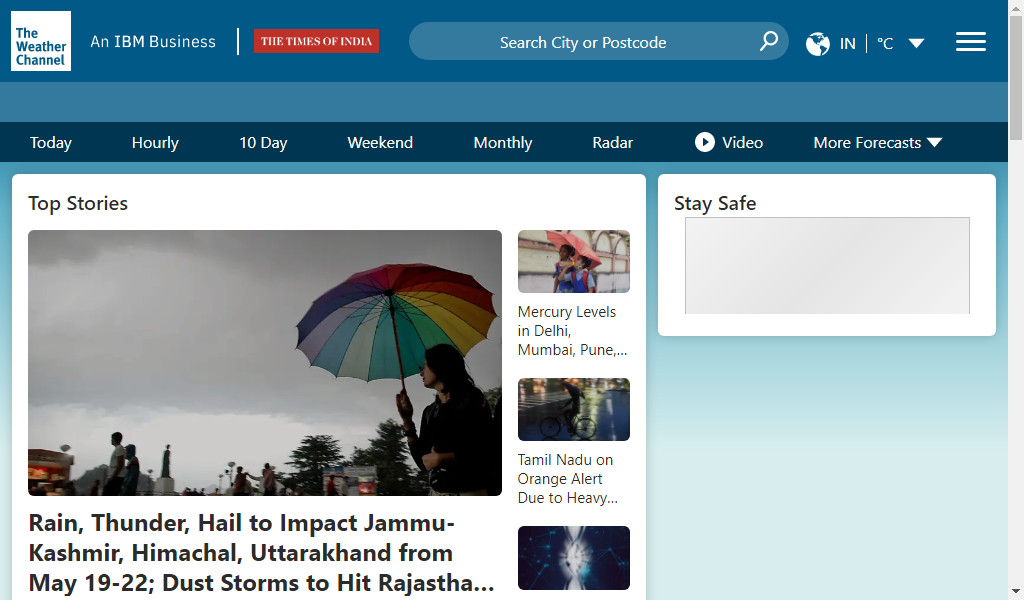 The
Weather
Channel
An IBM Business
THE TIMES OF INDIA
Search City or Postcode
IN
°C
Today
Hourly
10 Day
Weekend
Monthly
Radar
Video
More Forecasts
Top Stories
Rain, Thunder, Hail to Impact Jammu-
Kashmir, Himachal, Uttarakhand from
May 19-22; Dust Storms to Hit Rajastha...
Mercury Levels
in Delhi,
Mumbai, Pune,...
Tamil Nadu on
Orange Alert
Due to Heavy...
Stay Safe